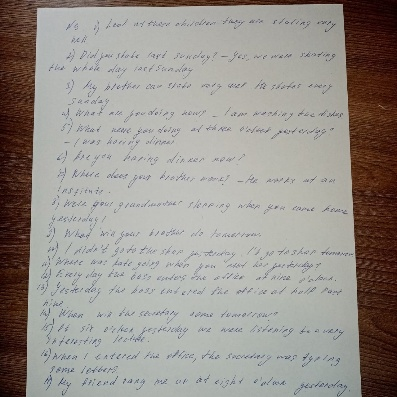 №5 1) Look at those children they are skating very
well
2) Did you skate last sunday? – Yes, we were skating
the whole day last sunday
3) My brother can skate very well He skates every
sunday
4) What are you doing now? – I am washing the dishes
5) What were you doing at three o'clock yesterday?
– I was having dinner
6) Are you having dinner now?
7) Where does your brother work? – He works at an
institute.
8) Were your grandmother sleeping when you came home
yesterday?
9) What will your brother do tomorrow.
10) I didn't go to the shop yesterday. I'll go to shop tomorrow
11) Where was Kate going when you met her yesterday?
12) Every day the boss enters the office at nine o'clock.
13) Yesterday the boss entered the office at half past
nine.
14) When will the secretary come tomorrow?
15) At six o'clock yesterday we were listening to a very
interesting lecture.
16) When I entered the office, the secretary was typing
some letters.
17) My friend rang me up at eight o'clock yesterday.